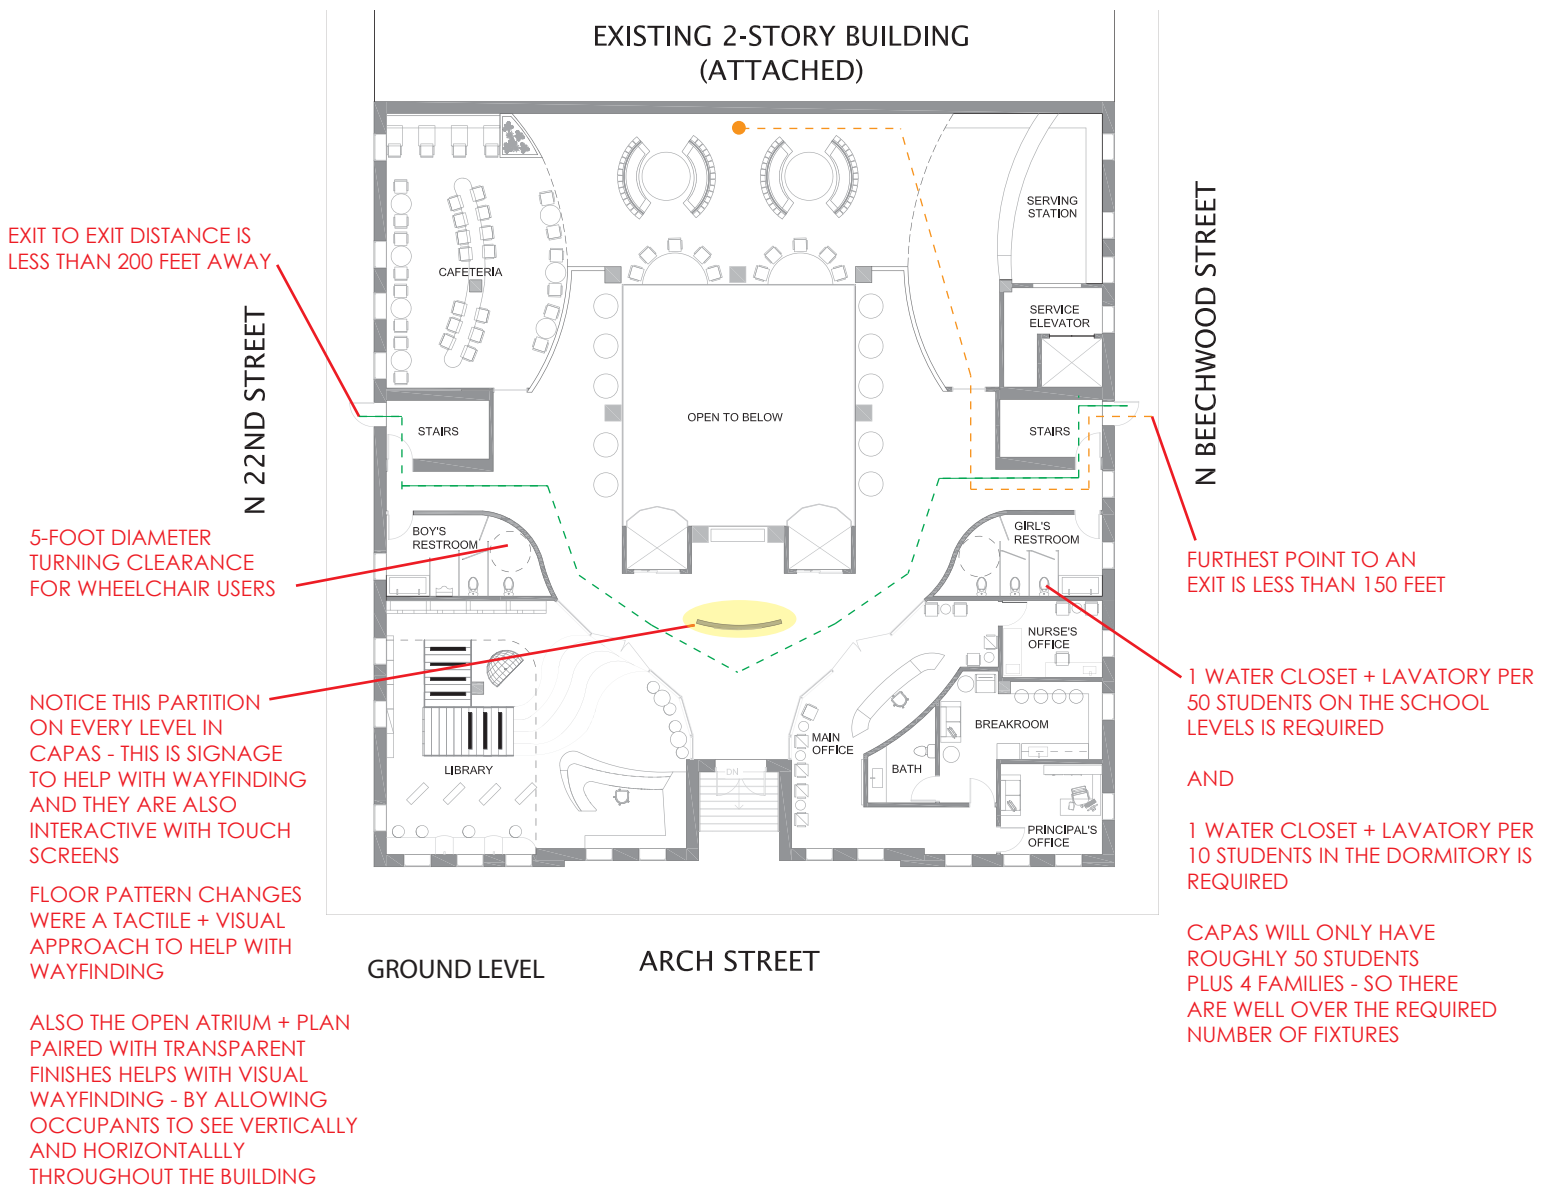 EXISTING 2-STORY BUILDING
(ATTACHED)
EXIT TO EXIT DISTANCE IS
LESS THAN 200 FEET AWAY
N 22ND STREET
5-FOOT DIAMETER
TURNING CLEARANCE
FOR WHEELCHAIR USERS
NOTICE THIS PARTITION
ON EVERY LEVEL IN
CAPAS - THIS IS SIGNAGE
TO HELP WITH WAYFINDING
AND THEY ARE ALSO
INTERACTIVE WITH TOUCH
SCREENS
FLOOR PATTERN CHANGES
WERE A TACTILE + VISUAL
APPROACH TO HELP WITH
WAYFINDING
ALSO THE OPEN ATRIUM + PLAN
PAIRED WITH TRANSPARENT
FINISHES HELPS WITH VISUAL
WAYFINDING - BY ALLOWING
OCCUPANTS TO SEE VERTICALLY
AND HORIZONTALLLY
THROUGHOUT THE BUILDING
CAFETERIA
SERVING
STATION
SERVICE
ELEVATOR
STAIRS
OPEN TO BELOW
STAIRS
BOY'S
RESTROOM
GIRL'S
RESTROOM
NURSE'S
OFFICE
BREAKROOM
MAIN
OFFICE
BATH
LIBRARY
DN
PRINCIPAL'S
OFFICE
GROUND LEVEL
ARCH STREET
N BEECHWOOD STREET
FURTHEST POINT TO AN
EXIT IS LESS THAN 150 FEET
1 WATER CLOSET + LAVATORY PER
50 STUDENTS ON THE SCHOOL
LEVELS IS REQUIRED
AND
1 WATER CLOSET + LAVATORY PER
10 STUDENTS IN THE DORMITORY IS
REQUIRED
CAPAS WILL ONLY HAVE
ROUGHLY 50 STUDENTS
PLUS 4 FAMILIES - SO THERE
ARE WELL OVER THE REQUIRED
NUMBER OF FIXTURES